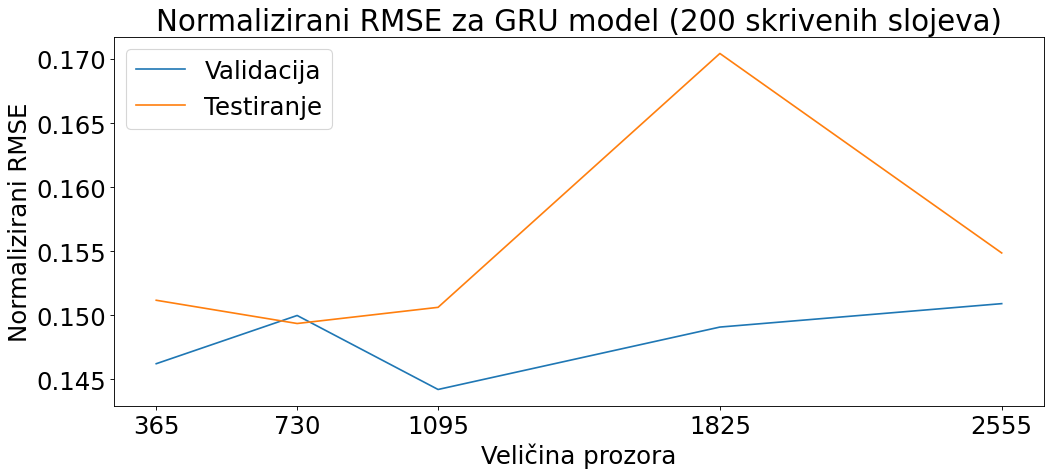 Normalizirani RMSE za GRU model (200 skrivenih slojeva)
Validacija
Testiranje
Normalizirani RMSE
0.170
0.165
0.160
0.155
0.150
0.145
365 730 1095 1825 2555
Veličina prozora